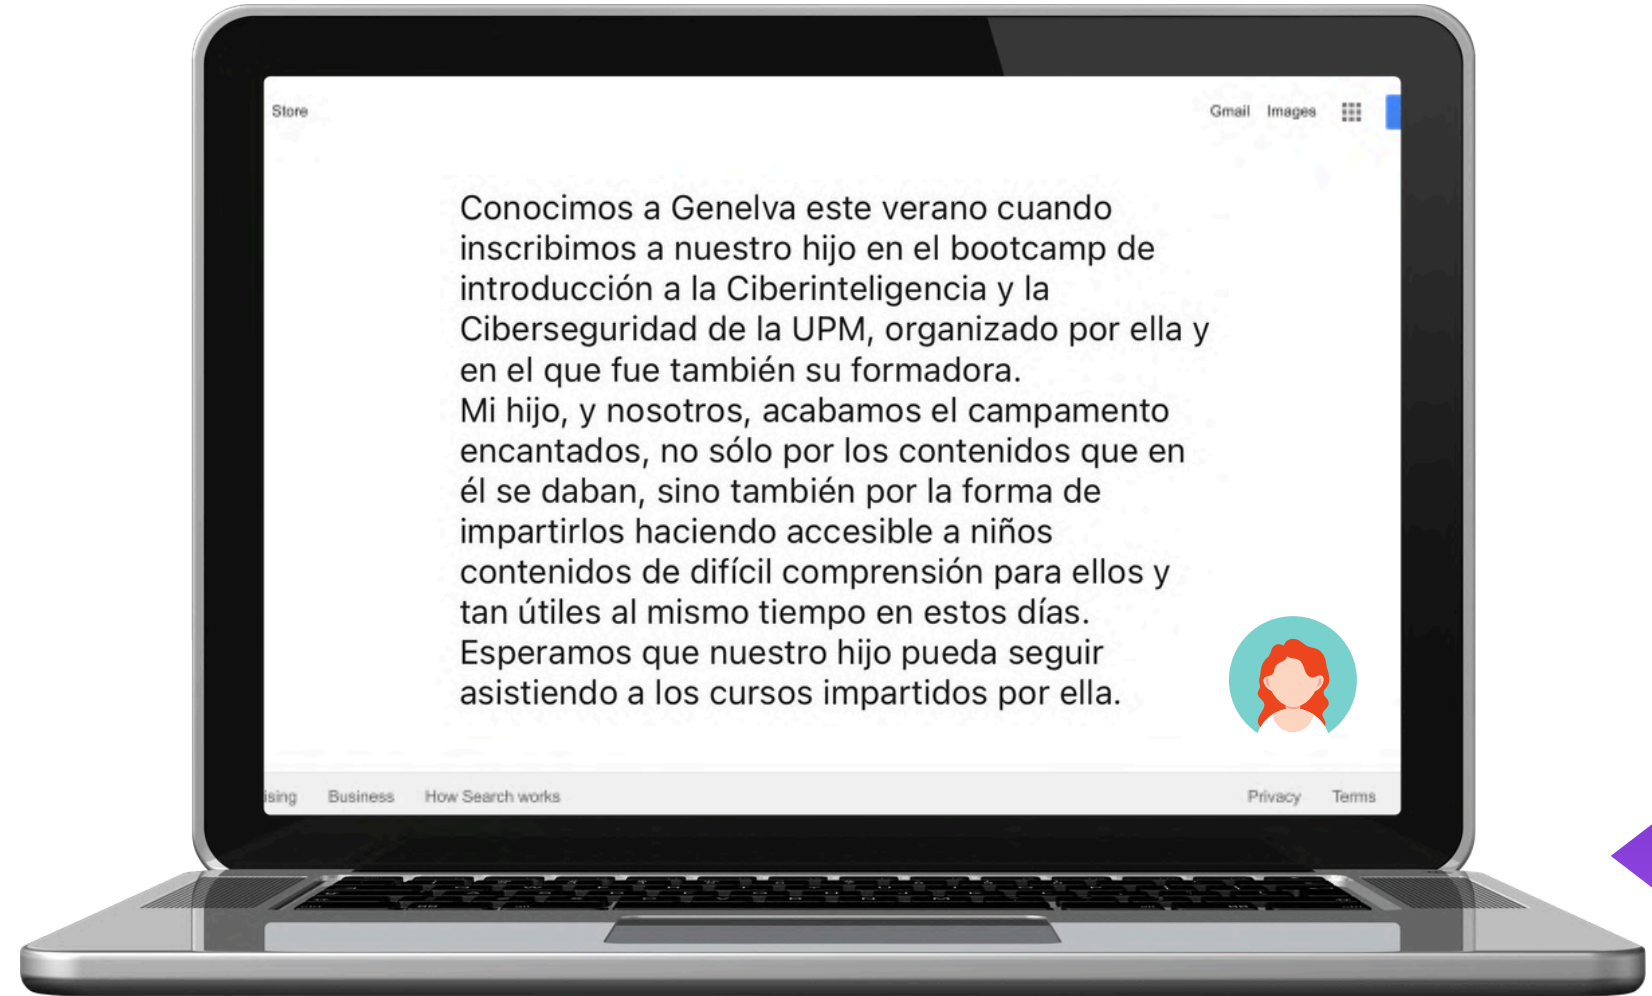 Store
Gmail Images
Conocimos a Genelva este verano cuando
inscribimos a nuestro hijo en el bootcamp de
introducción a la Ciberinteligencia y la
Ciberseguridad de la UPM, organizado por ella y
en el que fue también su formadora.
Mi hijo, y nosotros, acabamos el campamento
encantados, no sólo por los contenidos que en
él se daban, sino también por la forma de
impartirlos haciendo accesible a niños
contenidos de difícil comprensión para ellos y
tan útiles al mismo tiempo en estos días.
Esperamos que nuestro hijo pueda seguir
asistiendo a los cursos impartidos por ella.
ising Business How Search works
Privacy Terms